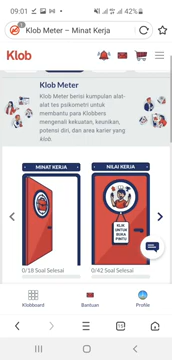 09:01
42%
Klob Meter – Minat Kerja
Klob
Klob Meter
Klob Meter berisi kumpulan alat-
alat tes psikometri untuk
membantu para Klobbers
mengenali kekuatan, keunikan,
potensi diri, dan area karier yang
klob.
MINAT KERJA
NILAI KERJA
KLIK
UNTUK
BUKA
PINTU
0/18 Soal Selesai
0/42 Soal Selesai
Klobboard
Bantuan
Profile